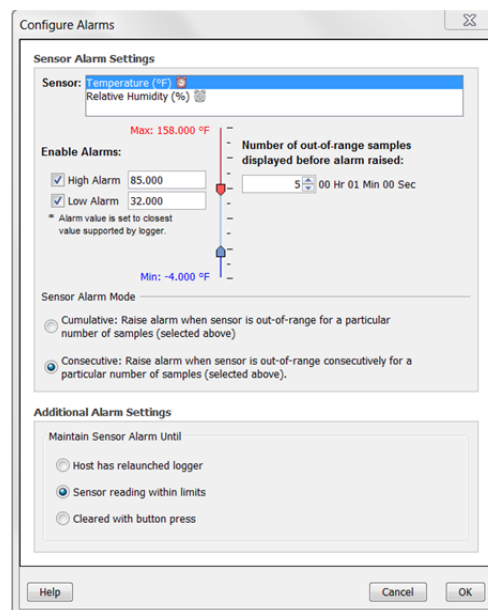 Configure Alarms
Sensor Alarm Settings
Sensor: Temperature (°F)
Relative Humidity (%)
Max: 158.000 °F
Enable Alarms:
High Alarm 85.000
Low Alarm 32.000
* Alarm value is set to closest
value supported by logger.
Min: -4.000 °F
Number of out-of-range samples
displayed before alarm raised:
5 00 Hr 01 Min 00 Sec
Sensor Alarm Mode
Cumulative: Raise alarm when sensor is out-of-range for a particular
number of samples (selected above)
Consecutive: Raise alarm when sensor is out-of-range consecutively for a
particular number of samples (selected above).
Additional Alarm Settings
Maintain Sensor Alarm Until
Host has relaunched logger
Sensor reading within limits
Cleared with button press
Help
Cancel
OK